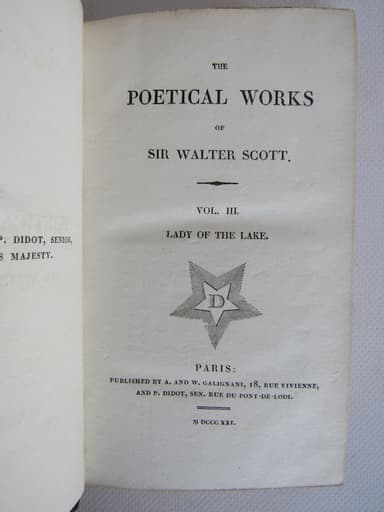 P. DIDOT, SENIOR,
S MAJESTY.
THE
POETICAL WORKS
OF
SIR WALTER SCOTT.
VOL. III.
LADY OF THE LAKE.
D
PARIS:
PUBLISHED BY A. AND W. GALIGNANI, 18, RUE VIVIENNE,
AND P. DIDOT, SEN. RUE DU PONT-DE-LODI.
M DCCC XXI.